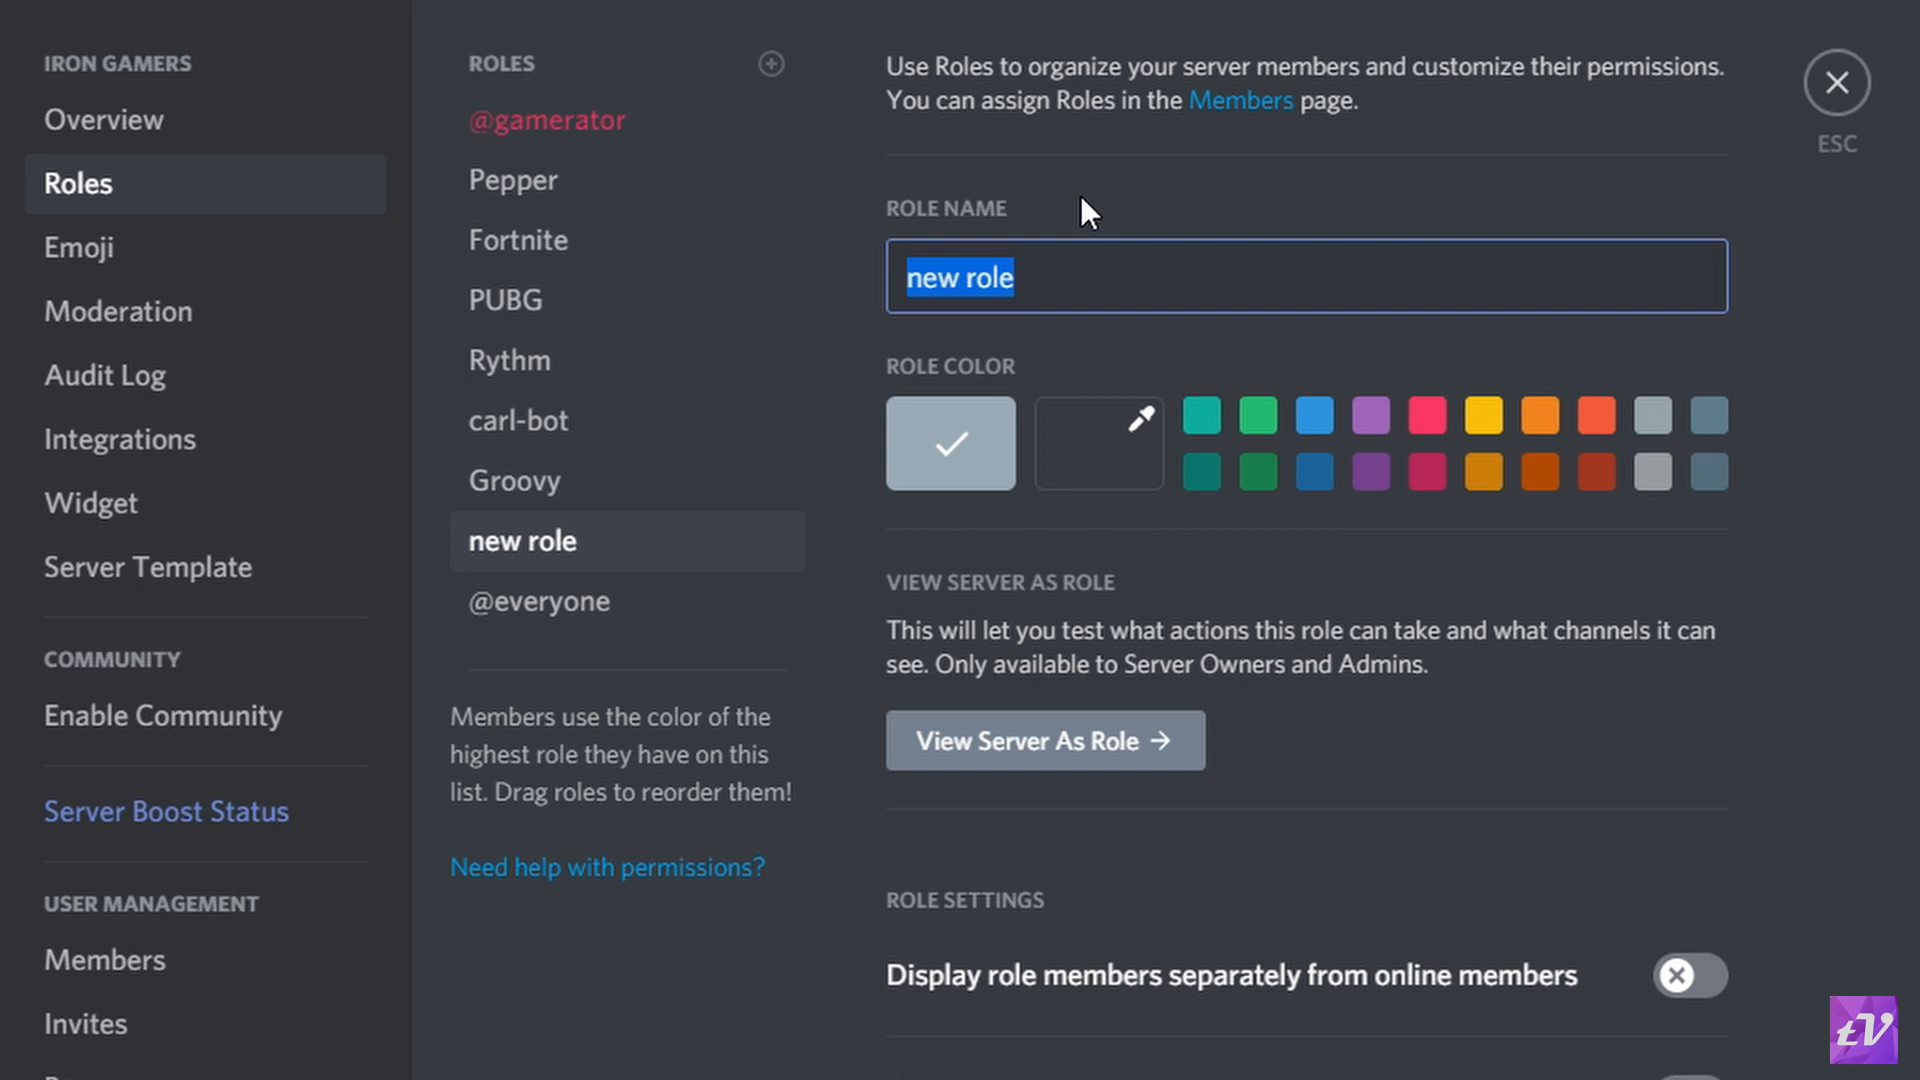 IRON GAMERS
Overview
Roles
Emoji
Moderation
Audit Log
Integrations
Widget
Server Template
COMMUNITY
Enable Community
Server Boost Status
USER MANAGEMENT
Members
Invites
ROLES
@gamerator
Pepper
Fortnite
PUBG
Rythm
carl-bot
Groovy
new role
@everyone
Members use the color of the
highest role they have on this
list. Drag roles to reorder them!
Need help with permissions?
Use Roles to organize your server members and customize their permissions.
You can assign Roles in the Members page.
ROLE NAME
new role
ROLE COLOR
VIEW SERVER AS ROLE
This will let you test what actions this role can take and what channels it can
see. Only available to Server Owners and Admins.
View Server As Role →
ROLE SETTINGS
Display role members separately from online members
ESC
tV